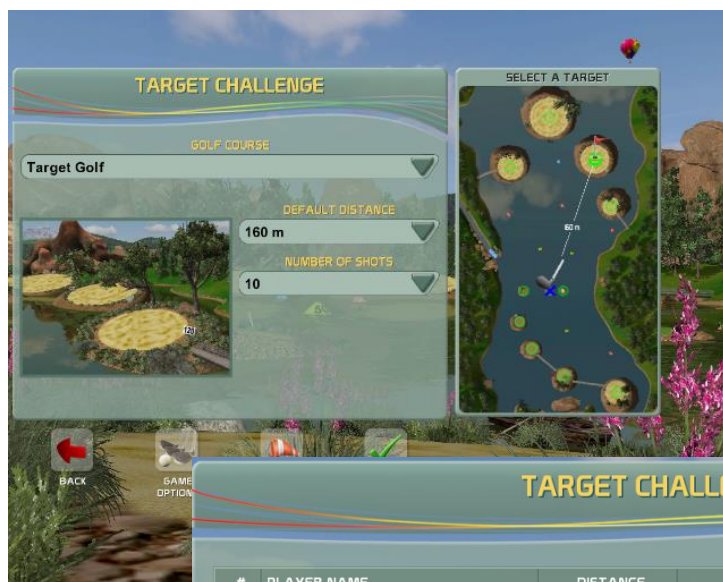 TARGET CHALLENGE
GOLF COURSE
Target Golf
DEFAULT DISTANCE
160 m
NUMBER OF SHOTS
10
125
SELECT A TARGET
BACK
GAME
TARGET CHALL
# PLAYER NAME DISTANCE